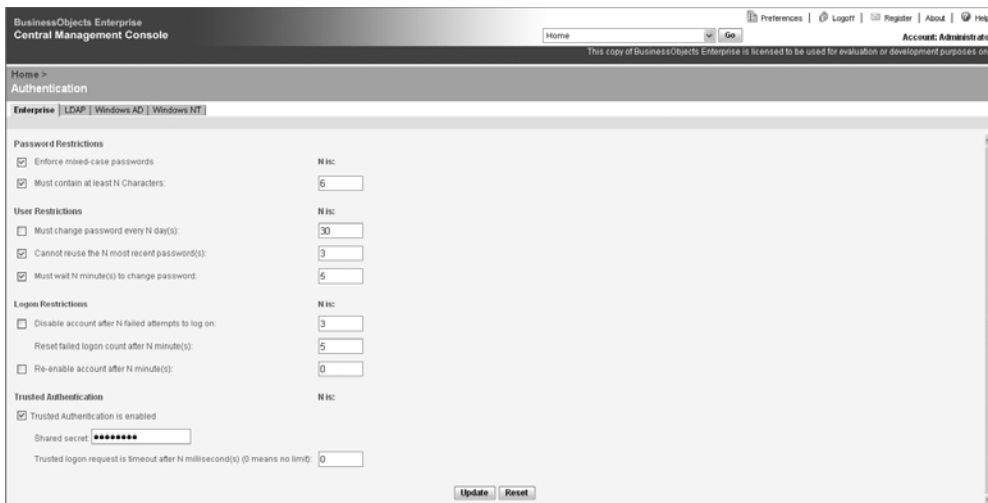 BusinessObjects Enterprise
Central Management Console
Preferences | Logoff | Register | About | Help
Home Go
Account: Administrato
This copy of BusinessObjects Enterprise is licensed to be used for evaluation or development purposes on
Home >
Authentication
Enterprise | LDAP | Windows AD | Windows NT |
Password Restrictions
Enforce mixed-case passwords N is:
Must contain at least N Characters: 6
User Restrictions N is:
Must change password every N day(s): 30
Cannot reuse the N most recent password(s): 3
Must wait N minute(s) to change password: 5
Logon Restrictions N is:
Disable account after N failed attempts to log on: 3
Reset failed logon count after N minute(s): 5
Re-enable account after N minute(s): 0
Trusted Authentication N is:
Trusted Authentication is enabled
Shared secret: ●●●●●●●●
Trusted logon request is timeout after N millisecond(s) (0 means no limit): 0
Update Reset